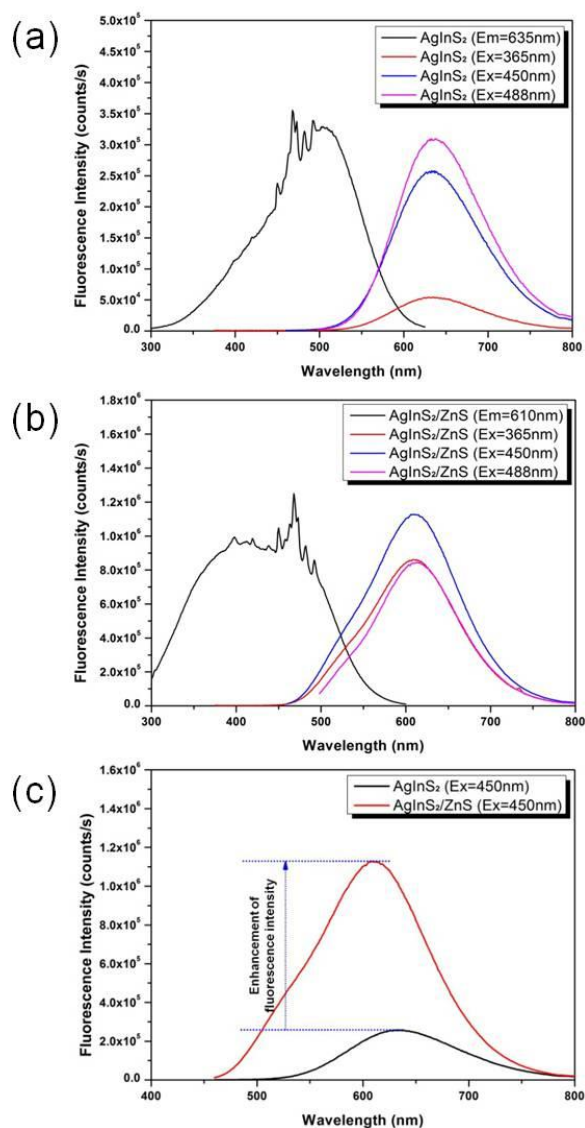 (a)
AgInS₂ (Em=635nm)
AgInS₂ (Ex=365nm)
AgInS₂ (Ex=450nm)
AgInS₂ (Ex=488nm)
Fluorescence Intensity (counts/s)
5.0x10⁵
4.5x10⁵
4.0x10⁵
3.5x10⁵
3.0x10⁵
2.5x10⁵
2.0x10⁵
1.5x10⁵
1.0x10⁵
5.0x10⁴
0.0
300 400 500 600 700 800
Wavelength (nm)
(b)
AgInS₂/ZnS (Em=610nm)
AgInS₂/ZnS (Ex=365nm)
AgInS₂/ZnS (Ex=450nm)
AgInS₂/ZnS (Ex=488nm)
Fluorescence Intensity (counts/s)
1.8x10⁶
1.6x10⁶
1.4x10⁶
1.2x10⁶
1.0x10⁶
8.0x10⁵
6.0x10⁵
4.0x10⁵
2.0x10⁵
0.0
300 400 500 600 700 800
Wavelength (nm)
(c)
AgInS₂ (Ex=450nm)
AgInS₂/ZnS (Ex=450nm)
Fluorescence Intensity (counts/s)
1.6x10⁶
1.4x10⁶
1.2x10⁶
1.0x10⁶
8.0x10⁵
6.0x10⁵
4.0x10⁵
2.0x10⁵
0.0
Enhancement of
fluorescence intensity
400 500 600 700 800
Wavelength (nm)